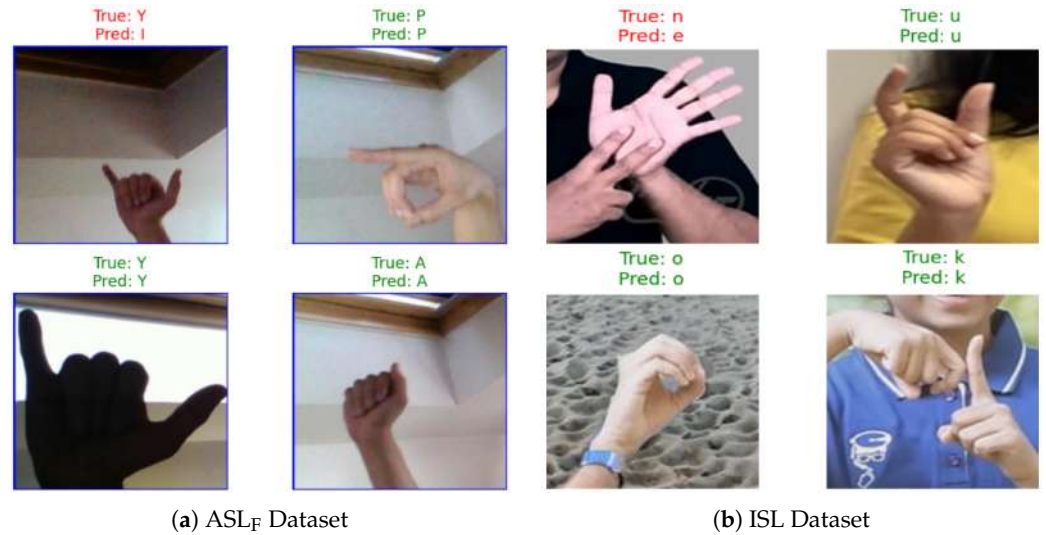 True: Y
Pred: I
True: P
Pred: P
True: n
Pred: e
True: u
Pred: u
True: Y
Pred: Y
True: A
Pred: A
True: o
Pred: o
True: k
Pred: k
(a) ASL_F Dataset
(b) ISL Dataset